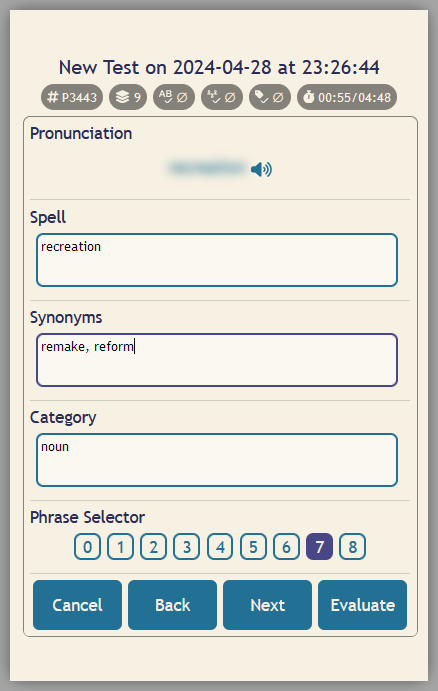 New Test on 2024-04-28 at 23:26:44
# P3443 9 AB ∅ ∅ ∅ 00:55/04:48
Pronunciation
Spell
recreation
Synonyms
remake, reform
Category
noun
Phrase Selector
0 1 2 3 4 5 6 7 8
Cancel Back Next Evaluate